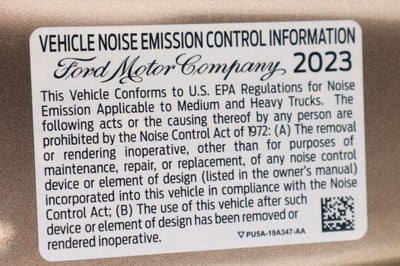 VEHICLE NOISE EMISSION CONTROL INFORMATION
Ford Motor Company 2023
This Vehicle Conforms to U.S. EPA Regulations for Noise
Emission Applicable to Medium and Heavy Trucks. The
following acts or the causing thereof by any person are
prohibited by the Noise Control Act of 1972: (A) The removal
or rendering inoperative, other than for purposes of
maintenance, repair, or replacement, of any noise control
device or element of design (listed in the owner's manual)
incorporated into this vehicle in compliance with the Noise
Control Act; (B) The use of this vehicle after such
device or element of design has been removed or
rendered inoperative.
PU5A-19A347-AA